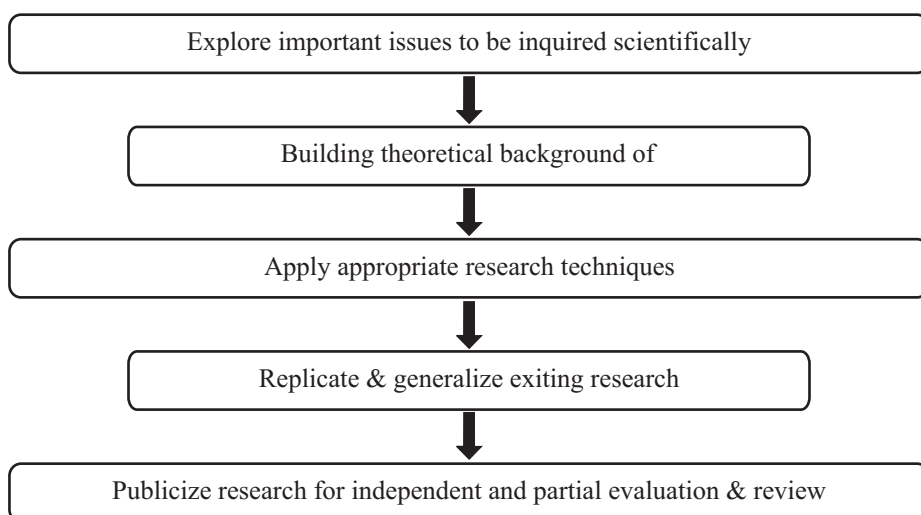 Explore important issues to be inquired scientifically
Building theoretical background of
Apply appropriate research techniques
Replicate & generalize exiting research
Publicize research for independent and partial evaluation & review